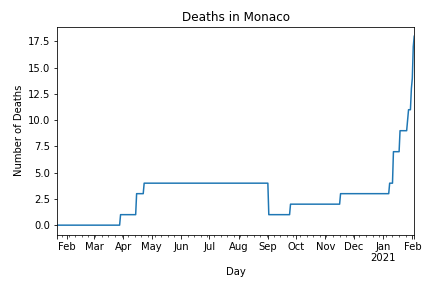 Deaths in Monaco
Number of Deaths
17.5
15.0
12.5
10.0
7.5
5.0
2.5
0.0
Feb Mar Apr May Jun Jul Aug Sep Oct Nov Dec Jan Feb
2021
Day